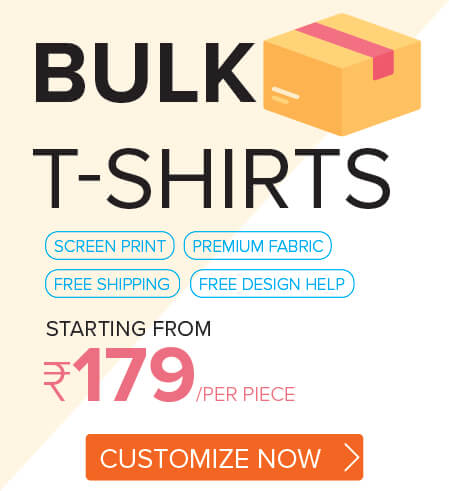 BULK
T-SHIRTS
SCREEN PRINT PREMIUM FABRIC
FREE SHIPPING FREE DESIGN HELP
STARTING FROM
₹179/PER PIECE
CUSTOMIZE NOW